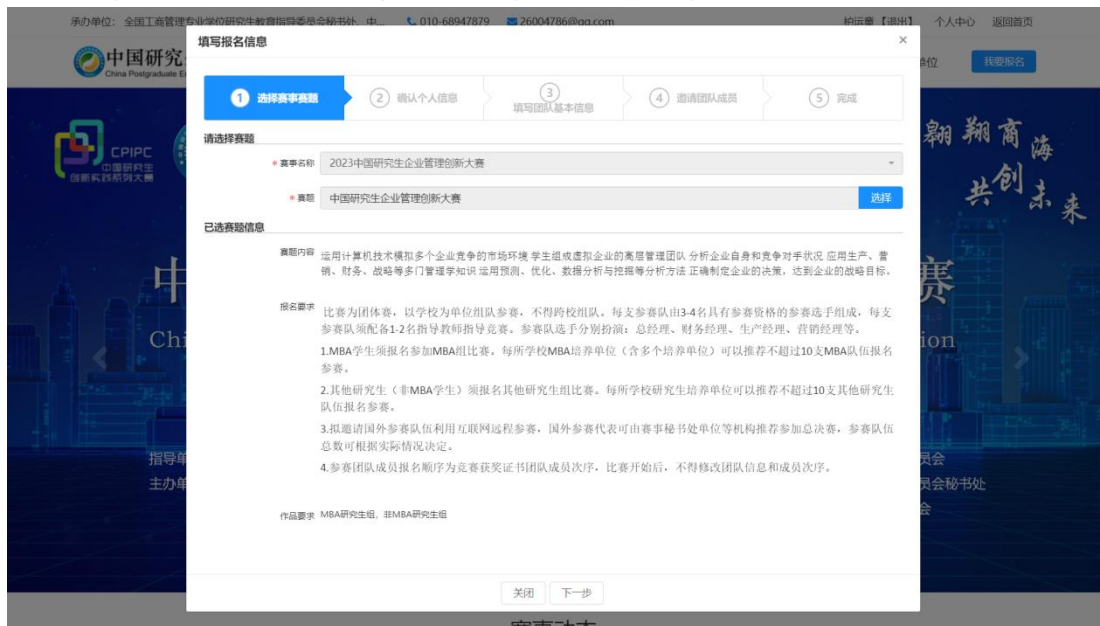 承办单位：全国工商管理专业学位研究生教育指导委员会秘书处、中... 010-68947879 26004786@qq.com 柏运童【退出】 个人中心 返回首页
填写报名信息 ×
中国研究
China Postgraduate E
单位 我要报名
1 选择赛事赛题 2 确认个人信息 3 填写团队基本信息 4 邀请团队成员 5 完成
请选择赛题
* 赛事名称 2023中国研究生企业管理创新大赛
* 赛题 中国研究生企业管理创新大赛 选择
CPIPC
中国研究生
创新实践系列大赛
翱翔商海
共创未来
已选赛题信息
赛题内容 运用计算机技术模拟多个企业竞争的市场环境 学生组成虚拟企业的高层管理团队 分析企业自身和竞争对手状况 应用生产、营
销、财务、战略等多门管理学知识 运用预测、优化、数据分析与挖掘等分析方法 正确制定企业的决策，达到企业的战略目标。
中 赛
报名要求 比赛为团体赛，以学校为单位组队参赛，不得跨校组队。每支参赛队由3-4名具有参赛资格的参赛选手组成，每支
参赛队须配备1-2名指导教师指导竞赛。参赛队选手分别扮演：总经理、财务经理、生产经理、营销经理等。
Chi ion
1.MBA学生须报名参加MBA组比赛。每所学校MBA培养单位（含多个培养单位）可以推荐不超过10支MBA队伍报名
参赛。
2.其他研究生（非MBA学生）须报名其他研究生组比赛。每所学校研究生培养单位可以推荐不超过10支其他研究生
队伍报名参赛。
3.拟邀请国外参赛队伍利用互联网远程参赛，国外参赛代表可由赛事秘书处单位等机构推荐参加总决赛，参赛队伍
总数可根据实际情况决定。
4.参赛团队成员报名顺序为竞赛获奖证书团队成员次序，比赛开始后，不得修改团队信息和成员次序。
指导单 员会
主办单 员会秘书处
会
作品要求 MBA研究生组，非MBA研究生组
关闭 下一步
赛事动态